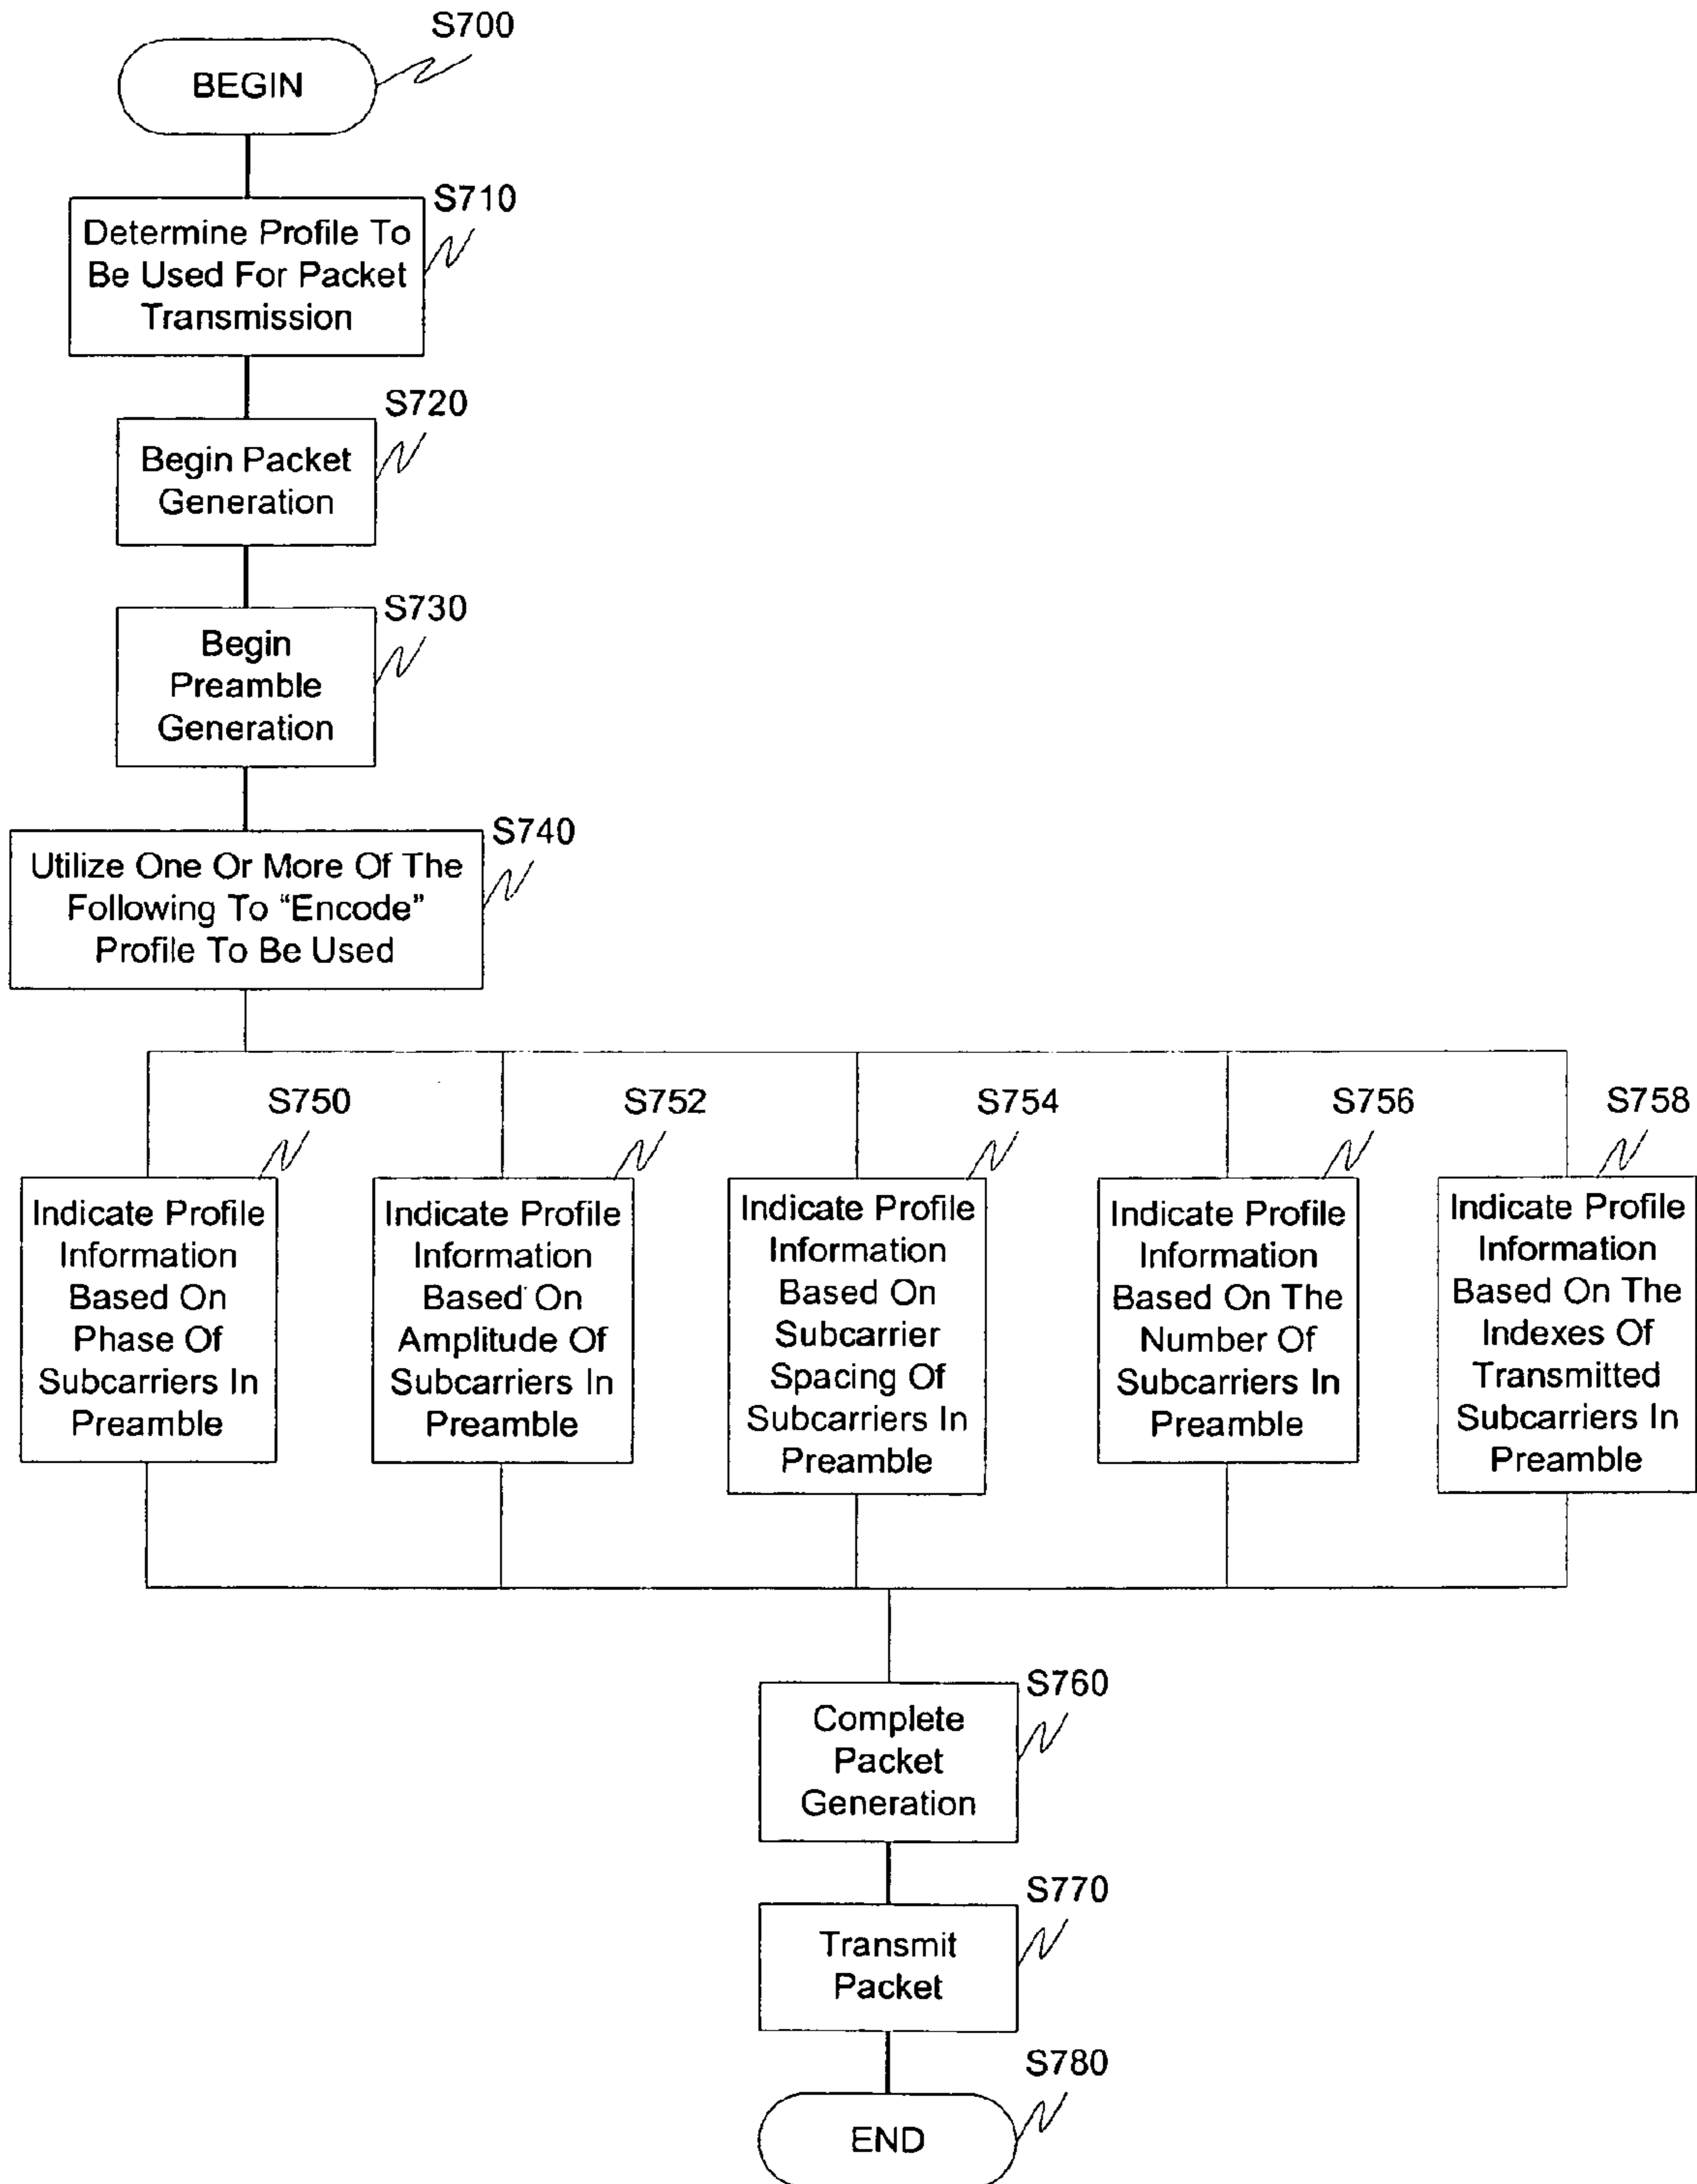 S700
BEGIN
S710
Determine Profile To
Be Used For Packet
Transmission
S720
Begin Packet
Generation
S730
Begin
Preamble
Generation
S740
Utilize One Or More Of The
Following To “Encode”
Profile To Be Used
S750
Indicate Profile
Information
Based On
Phase Of
Subcarriers In
Preamble
S752
Indicate Profile
Information
Based On
Amplitude Of
Subcarriers In
Preamble
S754
Indicate Profile
Information
Based On
Subcarrier
Spacing Of
Subcarriers In
Preamble
S756
Indicate Profile
Information
Based On The
Number Of
Subcarriers In
Preamble
S758
Indicate Profile
Information
Based On The
Indexes Of
Transmitted
Subcarriers In
Preamble
S760
Complete
Packet
Generation
S770
Transmit
Packet
S780
END